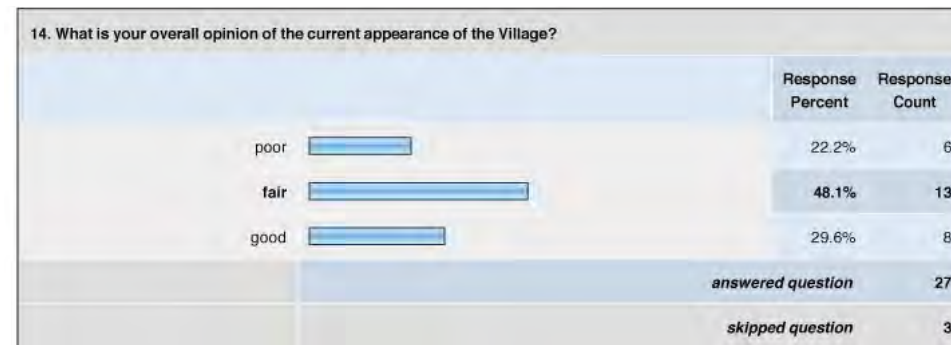 14. What is your overall opinion of the current appearance of the Village?
Response Percent Response Count
poor 22.2% 6
fair 48.1% 13
good 29.6% 8
answered question 27
skipped question 3